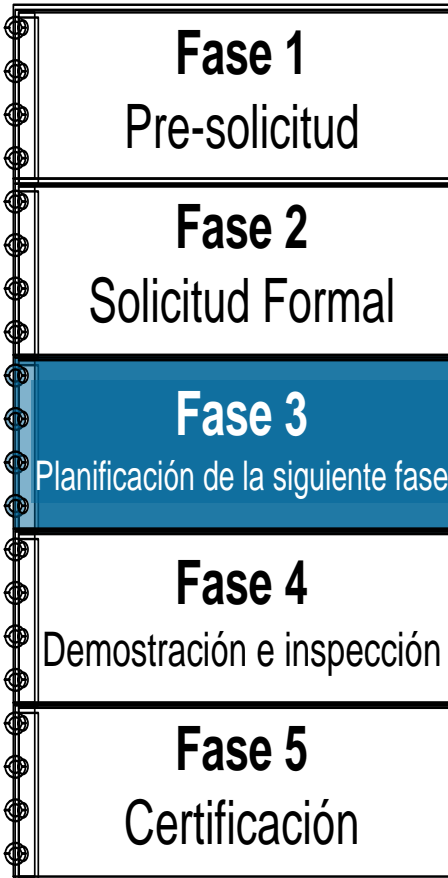 Fase 1
Pre-solicitud
Fase 2
Solicitud Formal
Fase 3
Planificación de la siguiente fase
Fase 4
Demostración e inspección
Fase 5
Certificación